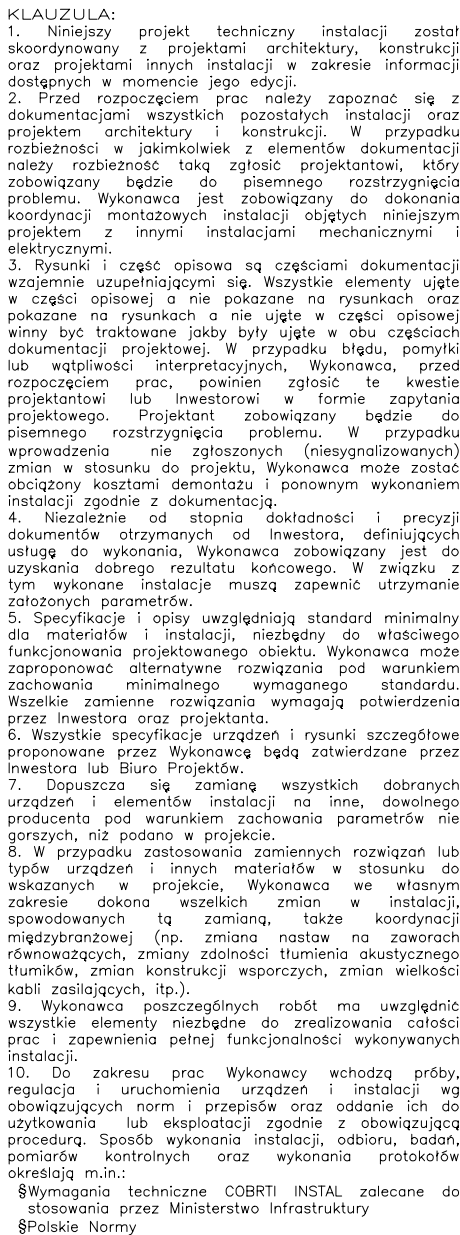 KLAUZULA:
1. Niniejszy projekt techniczny instalacji został
skoordynowany z projektami architektury, konstrukcji
oraz projektami innych instalacji w zakresie informacji
dostępnych w momencie jego edycji.
2. Przed rozpoczęciem prac należy zapoznać się z
dokumentacjami wszystkich pozostałych instalacji oraz
projektem architektury i konstrukcji. W przypadku
rozbieżności w jakimkolwiek z elementów dokumentacji
należy rozbieżność taką zgłosić projektantowi, który
zobowiązany będzie do pisemnego rozstrzygnięcia
problemu. Wykonawca jest zobowiązany do dokonania
koordynacji montażowych instalacji objętych niniejszym
projektem z innymi instalacjami mechanicznymi i
elektrycznymi.
3. Rysunki i część opisowa są częściami dokumentacji
wzajemnie uzupełniającymi się. Wszystkie elementy ujęte
w części opisowej a nie pokazane na rysunkach oraz
pokazane na rysunkach a nie ujęte w części opisowej
winny być traktowane jakby były ujęte w obu częściach
dokumentacji projektowej. W przypadku błędu, pomyłki
lub wątpliwości interpretacyjnych, Wykonawca, przed
rozpoczęciem prac, powinien zgłosić te kwestie
projektantowi lub Inwestorowi w formie zapytania
projektowego. Projektant zobowiązany będzie do
pisemnego rozstrzygnięcia problemu. W przypadku
wprowadzenia nie zgłoszonych (niesygnalizowanych)
zmian w stosunku do projektu, Wykonawca może zostać
obciążony kosztami demontażu i ponownym wykonaniem
instalacji zgodnie z dokumentacją.
4. Niezależnie od stopnia dokładności i precyzji
dokumentów otrzymanych od Inwestora, definiujących
usługę do wykonania, Wykonawca zobowiązany jest do
uzyskania dobrego rezultatu końcowego. W związku z
tym wykonane instalacje muszą zapewnić utrzymanie
założonych parametrów.
5. Specyfikacje i opisy uwzględniają standard minimalny
dla materiałów i instalacji, niezbędny do właściwego
funkcjonowania projektowanego obiektu. Wykonawca może
zaproponować alternatywne rozwiązania pod warunkiem
zachowania minimalnego wymaganego standardu.
Wszelkie zamienne rozwiązania wymagają potwierdzenia
przez Inwestora oraz projektanta.
6. Wszystkie specyfikacje urządzeń i rysunki szczegółowe
proponowane przez Wykonawcę będą zatwierdzane przez
Inwestora lub Biuro Projektów.
7. Dopuszcza się zamianę wszystkich dobranych
urządzeń i elementów instalacji na inne, dowolnego
producenta pod warunkiem zachowania parametrów nie
gorszych, niż podano w projekcie.
8. W przypadku zastosowania zamiennych rozwiązań lub
typów urządzeń i innych materiałów w stosunku do
wskazanych w projekcie, Wykonawca we własnym
zakresie dokona wszelkich zmian w instalacji,
spowodowanych tą zamianą, także koordynacji
międzybranżowej (np. zmiana nastaw na zaworach
równoważących, zmiany zdolności tłumienia akustycznego
tłumików, zmian konstrukcji wsporczych, zmian wielkości
kabli zasilających, itp.).
9. Wykonawca poszczególnych robót ma uwzględnić
wszystkie elementy niezbędne do zrealizowania całości
prac i zapewnienia pełnej funkcjonalności wykonywanych
instalacji.
10. Do zakresu prac Wykonawcy wchodzą próby,
regulacja i uruchomienia urządzeń i instalacji wg
obowiązujących norm i przepisów oraz oddanie ich do
użytkowania lub eksploatacji zgodnie z obowiązującą
procedurą. Sposób wykonania instalacji, odbioru, badań,
pomiarów kontrolnych oraz wykonania protokołów
określają m.in.:
§Wymagania techniczne COBRTI INSTAL zalecane do
stosowania przez Ministerstwo Infrastruktury
§Polskie Normy